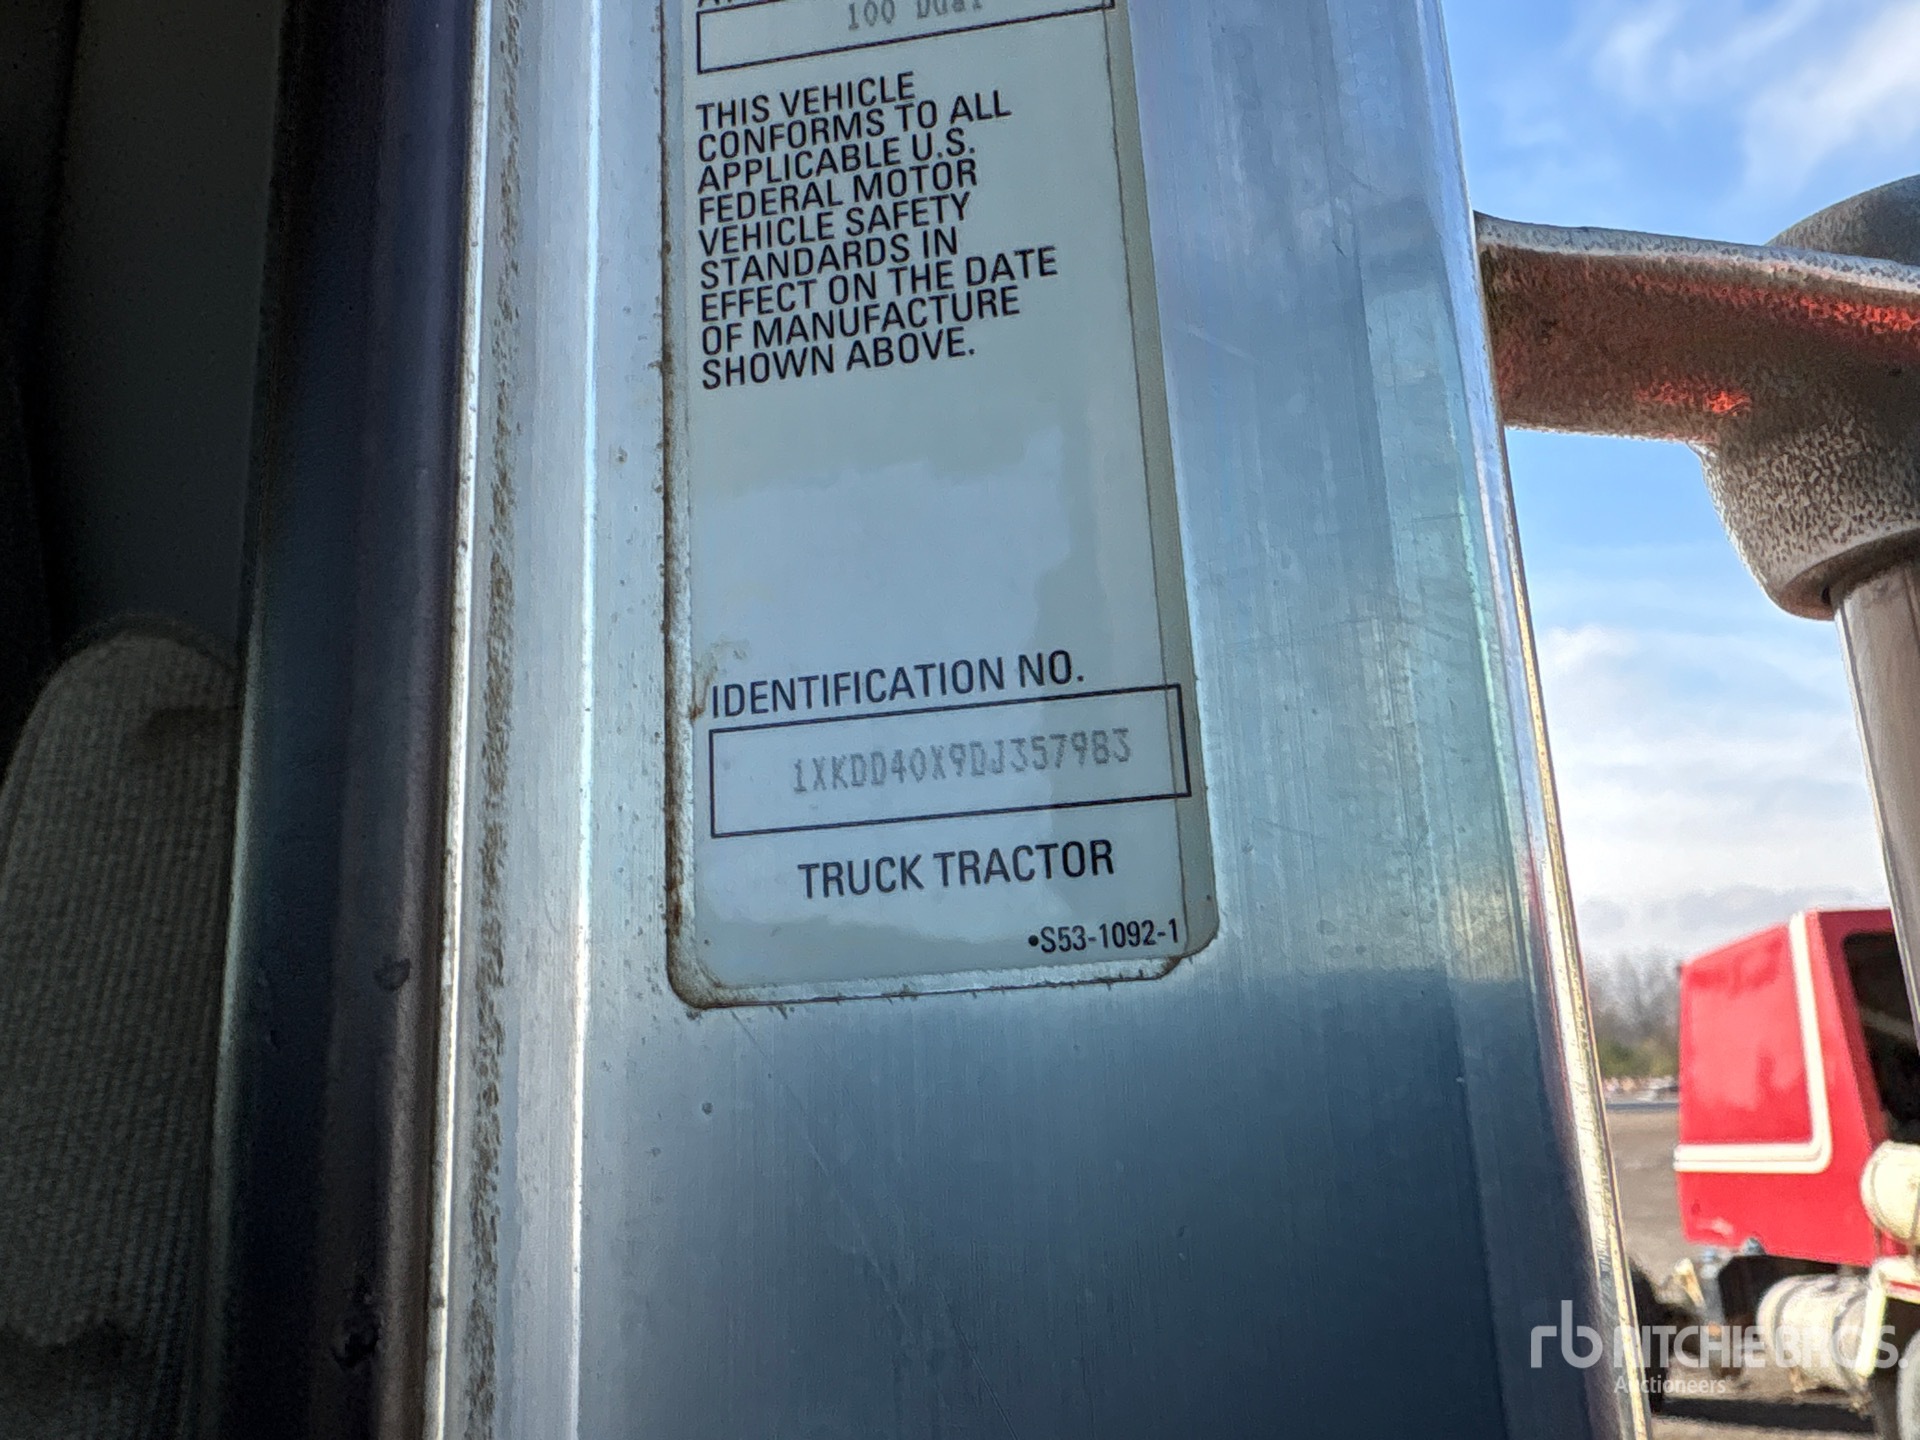 100 Dual
THIS VEHICLE
CONFORMS TO ALL
APPLICABLE U.S.
FEDERAL MOTOR
VEHICLE SAFETY
STANDARDS IN
EFFECT ON THE DATE
OF MANUFACTURE
SHOWN ABOVE.
IDENTIFICATION NO.
1XKDD40X9DJ357983
TRUCK TRACTOR
•S53-1092-1
rb RITCHIE BROS.
Auctioneers